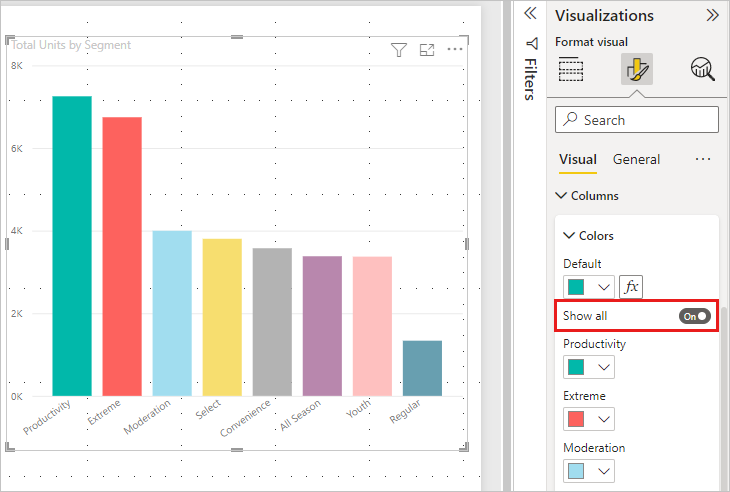 Total Units by Segment
8K
6K
4K
2K
0K
Productivity
Extreme
Moderation
Select
Convenience
All Season
Youth
Regular
Filters
Visualizations
Format visual
Search
Visual General
Columns
Colors
Default
fx
Show all On
Productivity
Extreme
Moderation